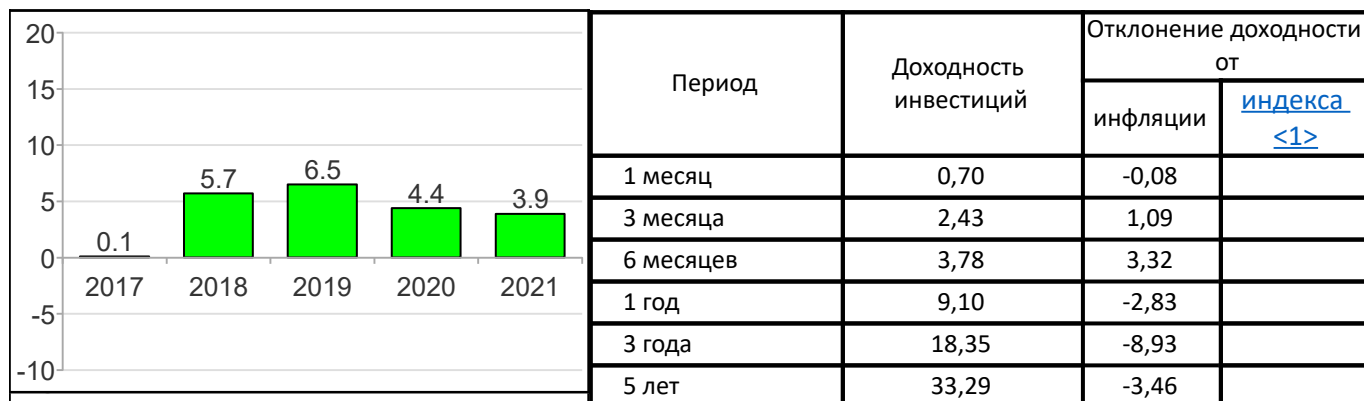 20
15
10
5
0
-5
-10
0.1
5.7
6.5
4.4
3.9
2017 2018 2019 2020 2021
Период
Доходность
инвестиций
Отклонение доходности
от
инфляции
индекса
<1>
1 месяц 0,70 -0,08
3 месяца 2,43 1,09
6 месяцев 3,78 3,32
1 год 9,10 -2,83
3 года 18,35 -8,93
5 лет 33,29 -3,46